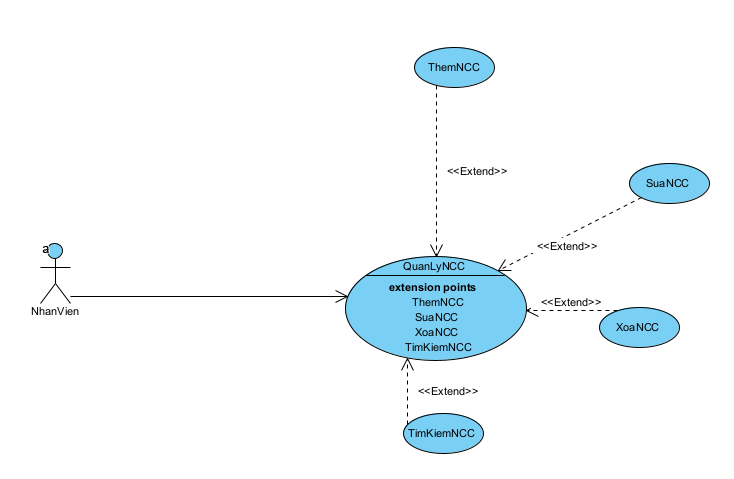 ThemNCC
<<Extend>>
SuaNCC
<<Extend>>
a
NhanVien
QuanLyNCC
extension points
ThemNCC
SuaNCC
XoaNCC
TimKiemNCC
<<Extend>>
XoaNCC
<<Extend>>
TimKiemNCC